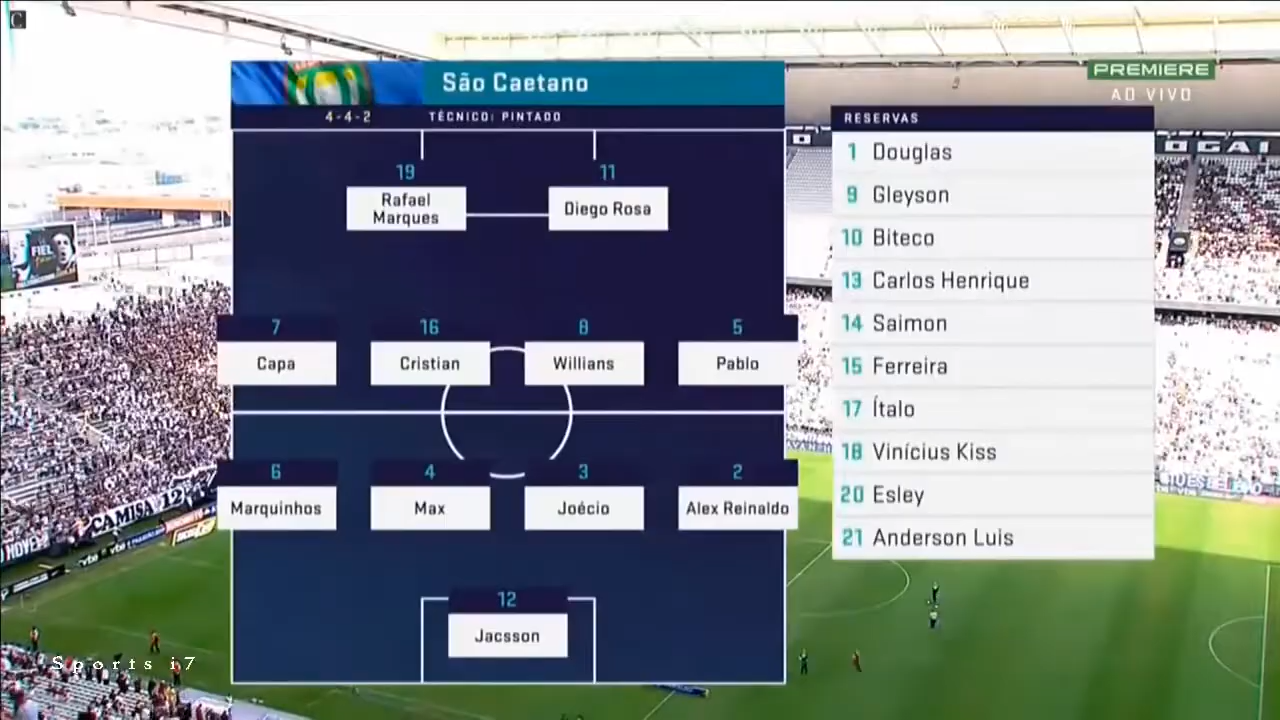 C
PREMIERE
AO VIVO
São Caetano
4-4-2
TÉCNICO: PINTADO
19
Rafael
Marques
11
Diego Rosa
7
Capa
16
Cristian
8
Willians
5
Pablo
6
Marquinhos
4
Max
3
Joécio
2
Alex Reinaldo
12
Jacsson
RESERVAS
1 Douglas
9 Gleyson
10 Biteco
13 Carlos Henrique
14 Saimon
15 Ferreira
17 Ítalo
18 Vinícius Kiss
20 Esley
21 Anderson Luis
OGAI
FIEL
CAMISA 12
vbê
vbê
Sports i7